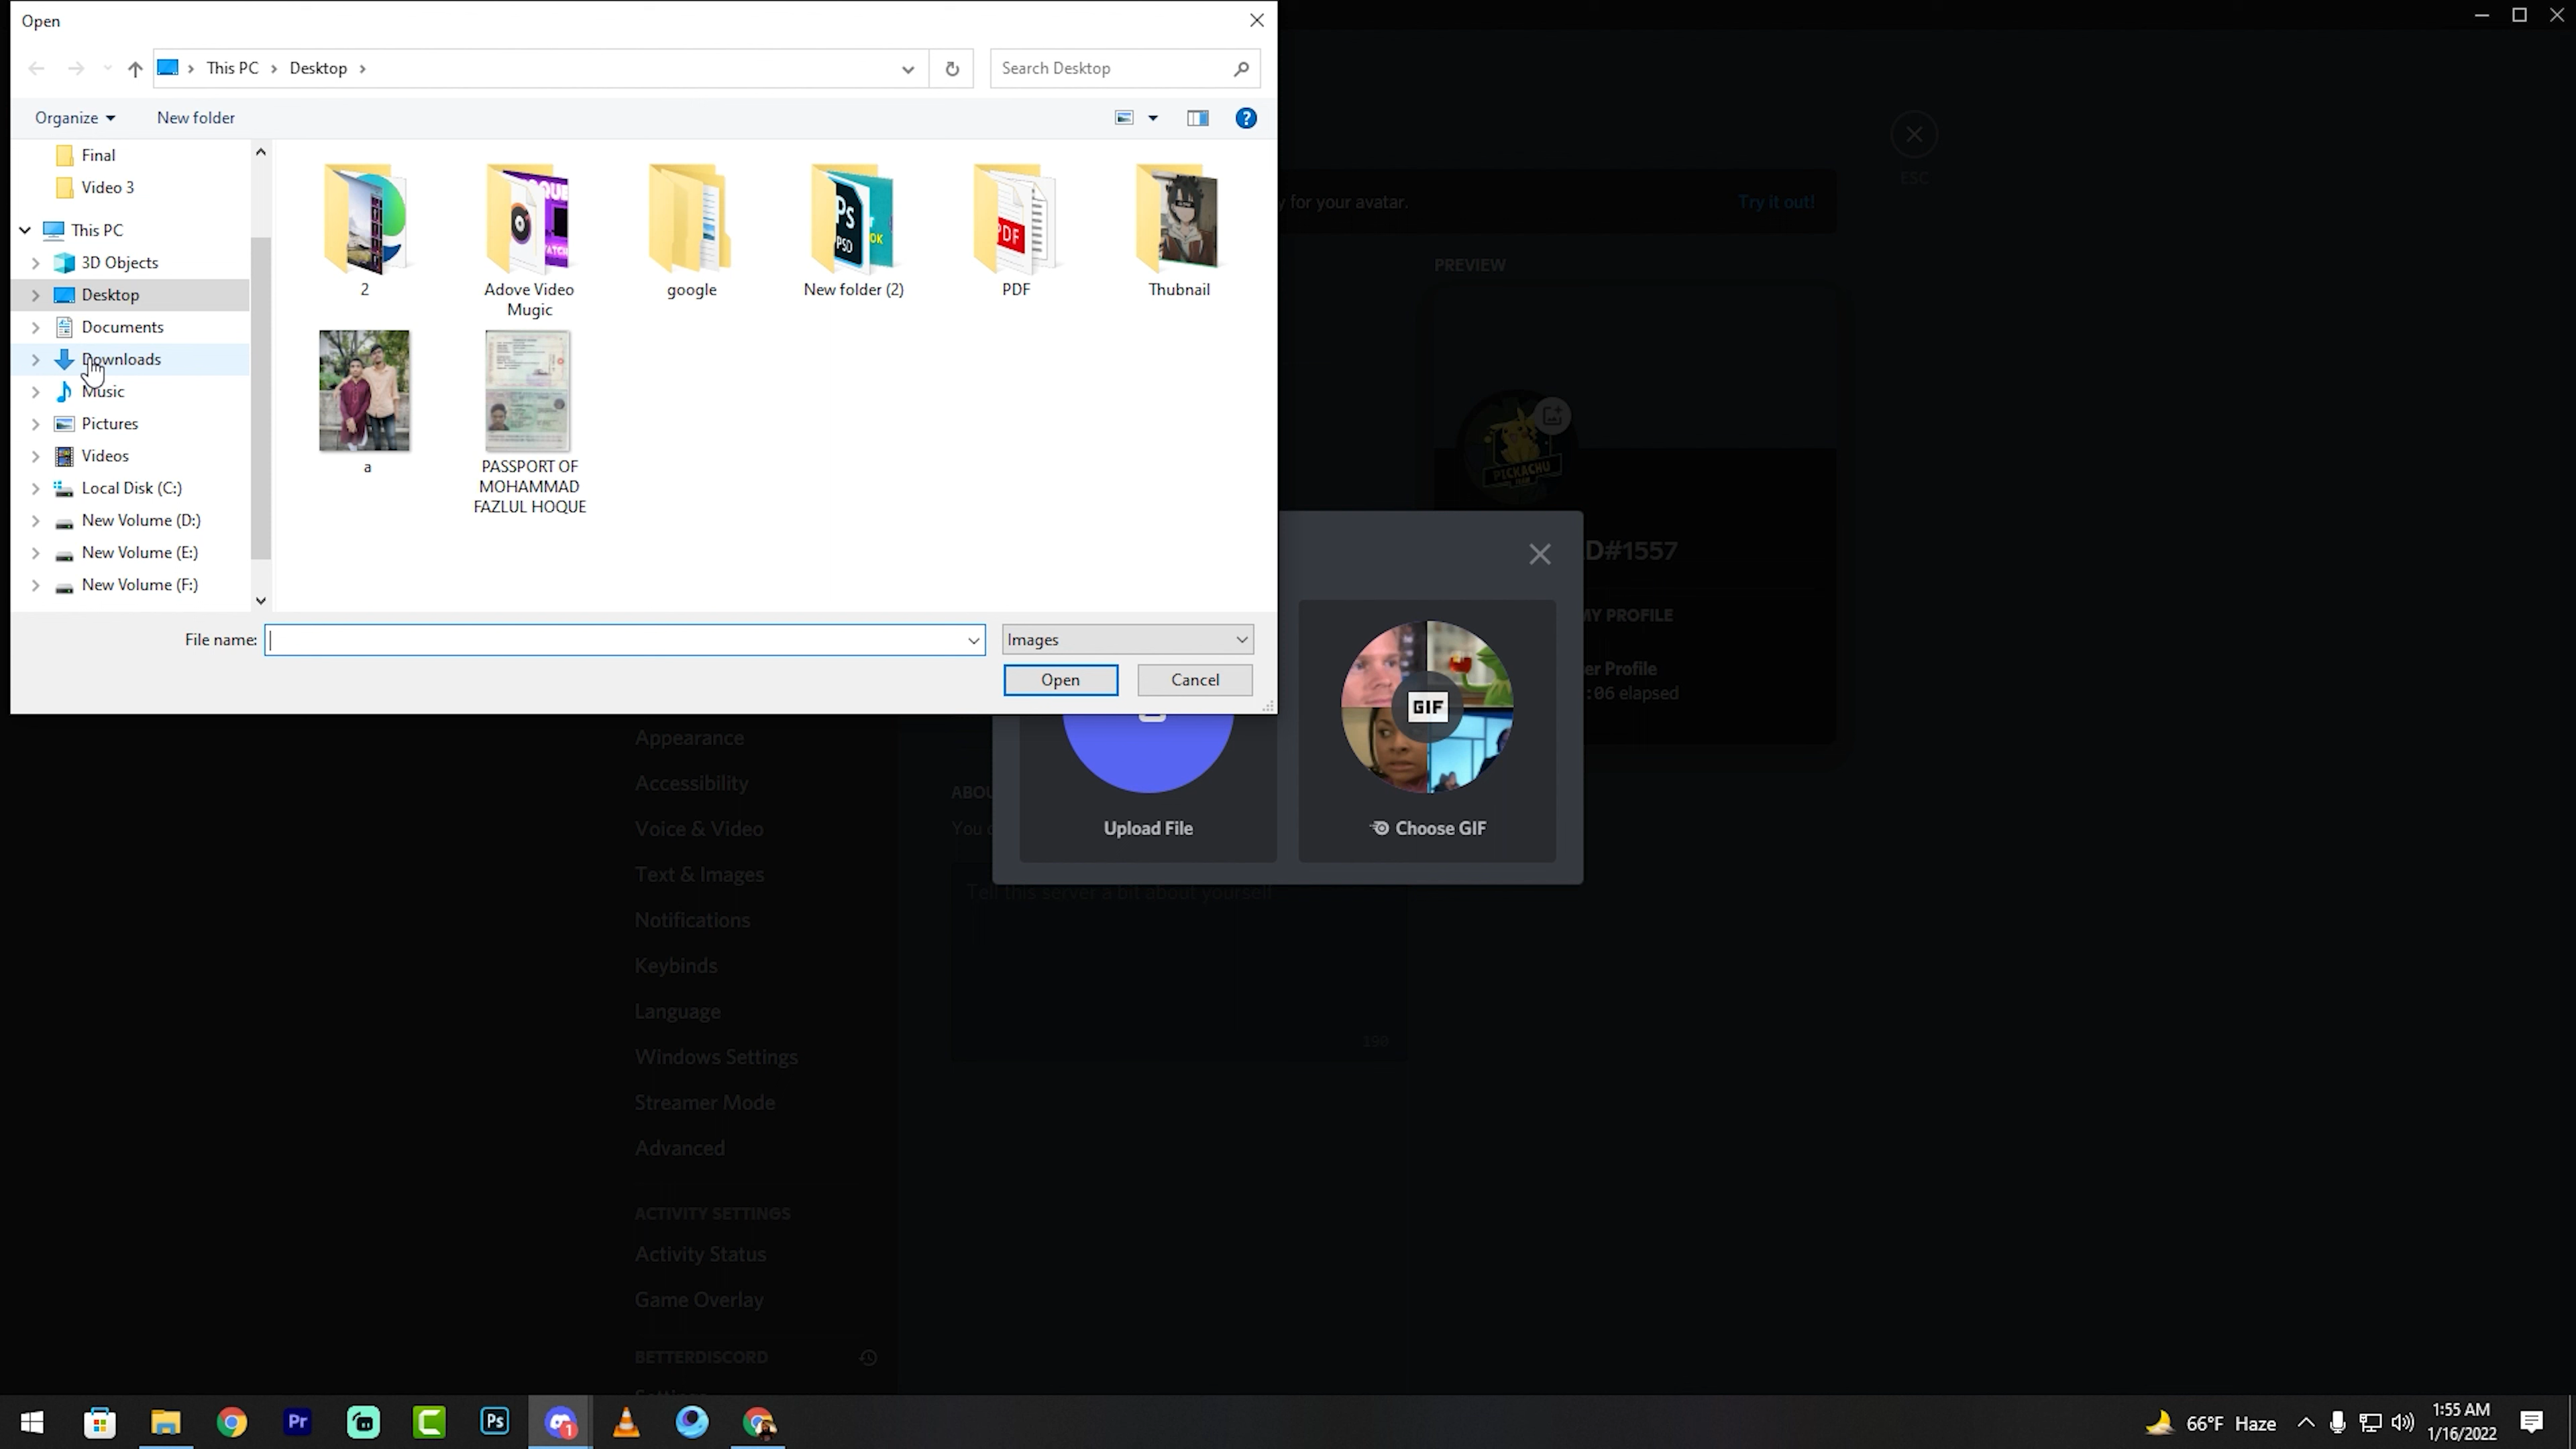 Open
This PC
Desktop
Search Desktop
Organize
New folder
Final
Video 3
This PC
3D Objects
Desktop
Documents
Downloads
Music
Pictures
Videos
Local Disk (C:)
New Volume (D:)
New Volume (E:)
New Volume (F:)
2
Adove Video
Mugic
google
New folder (2)
PDF
Thubnail
a
PASSPORT OF
MOHAMMAD
FAZLUL HOQUE
File name:
Images
Open
Cancel
y for your avatar.
Try it out!
ESC
PREVIEW
PICKACHU
D#1557
MY PROFILE
er Profile
:06 elapsed
GIF
Upload File
Choose GIF
Appearance
Accessibility
Voice & Video
Text & Images
Notifications
Keybinds
Language
Windows Settings
Streamer Mode
Advanced
ACTIVITY SETTINGS
Activity Status
Game Overlay
BETTERDISCORD
ABOU
You c
Tell this server a bit about yourself
190
Pr
Ps
1
66°F Haze
1:55 AM
1/16/2022